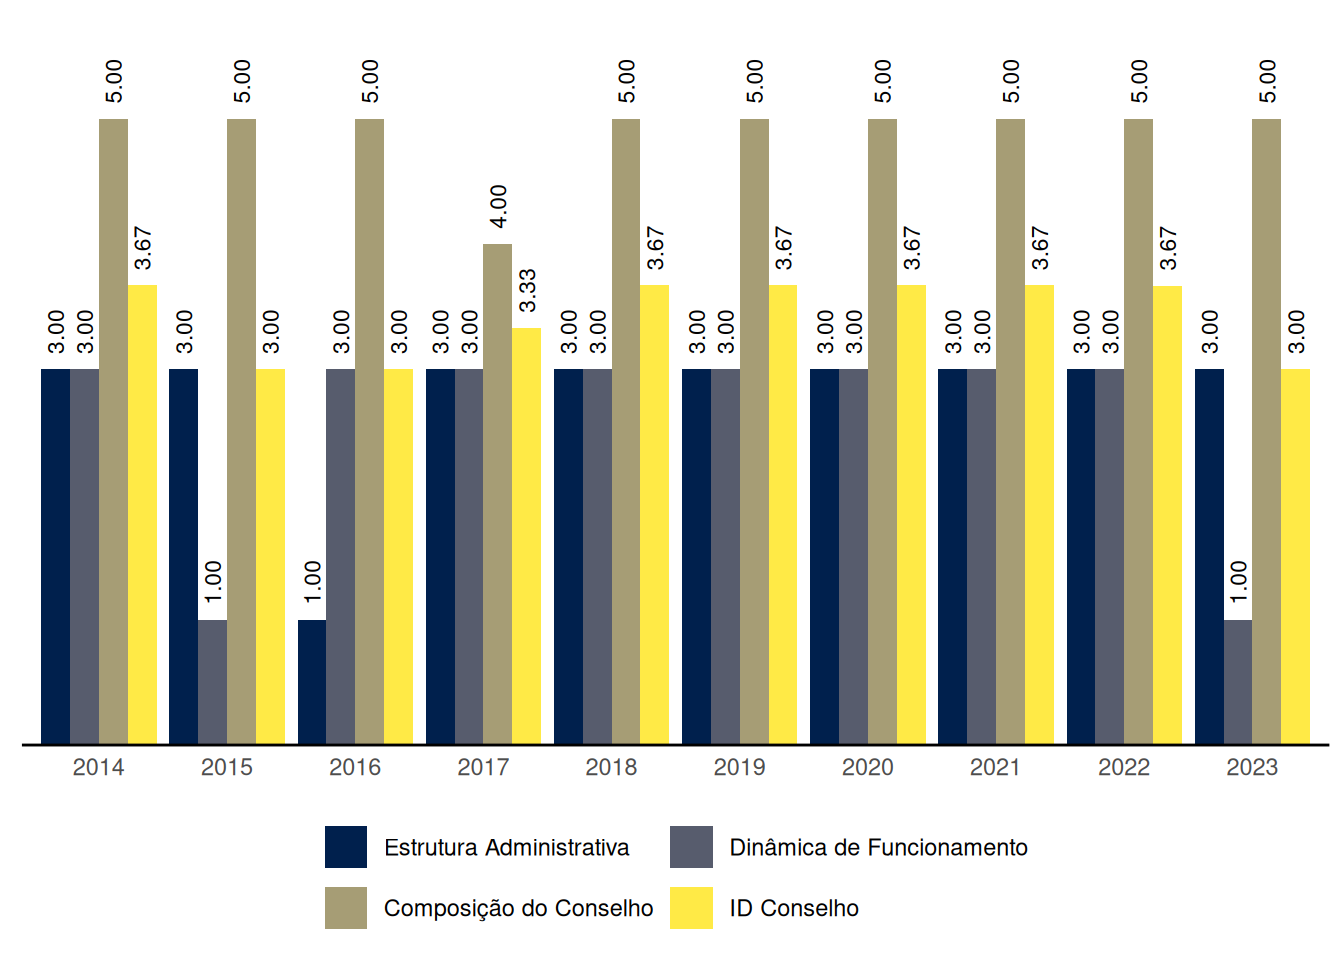 5.00 5.00 5.00 5.00 5.00 5.00 5.00 5.00 5.00
4.00
3.67 3.67 3.67 3.67 3.67 3.67
3.33
3.00 3.00 3.00 3.00 3.00 3.00 3.00 3.00 3.00 3.00 3.00 3.00 3.00 3.00 3.00 3.00 3.00 3.00 3.00 3.00
1.00 1.00 1.00
2014 2015 2016 2017 2018 2019 2020 2021 2022 2023
Estrutura Administrativa Dinâmica de Funcionamento
Composição do Conselho ID Conselho